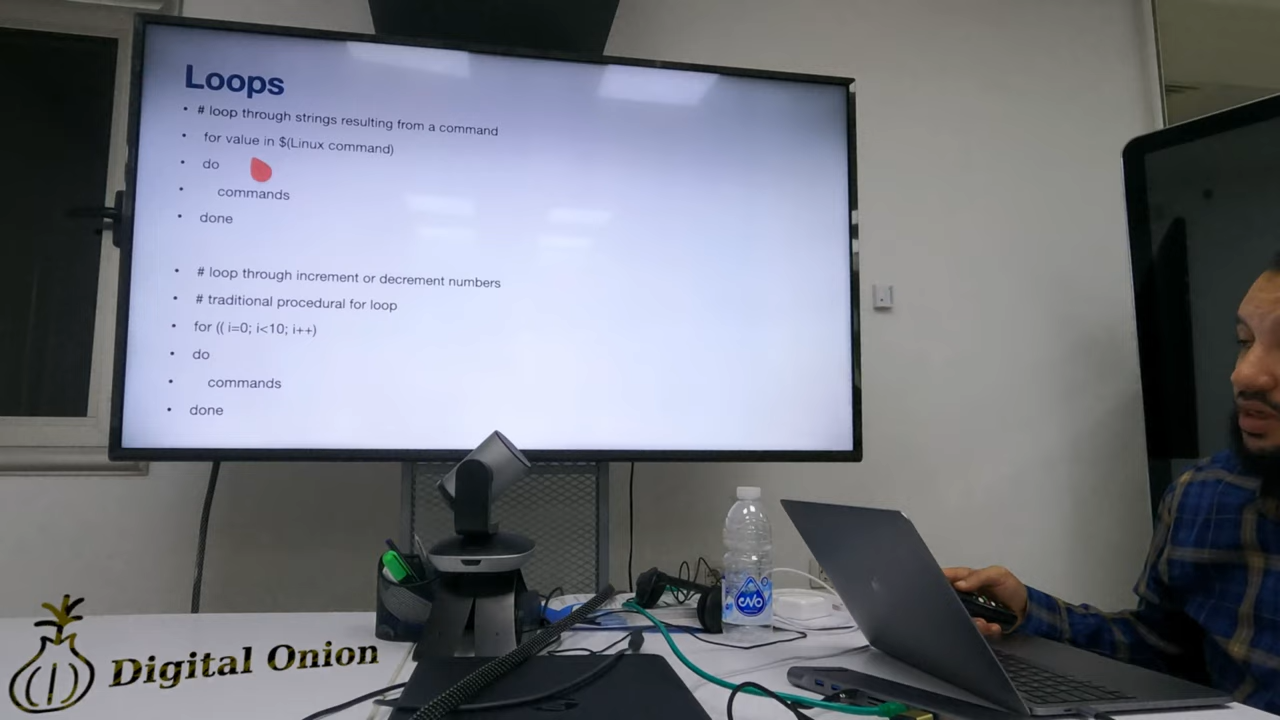 Loops
• # loop through strings resulting from a command
• for value in $(Linux command)
• do
• commands
• done
• # loop through increment or decrement numbers
• # traditional procedural for loop
• for (( i=0; i<10; i++)
• do
• commands
• done
Digital Onion